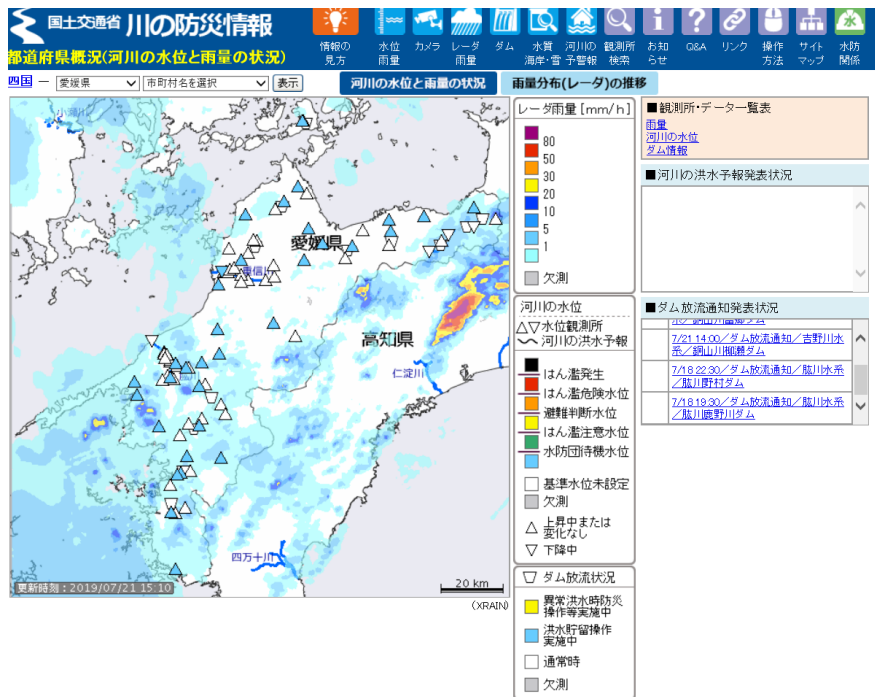 国土交通省 川の防災情報
都道府県概況(河川の水位と雨量の状況)
情報の見方
水位雨量
カメラ
レーダ雨量
ダム
水質海岸・雪
河川の予警報
観測所検索
お知らせ
Q&A
リンク
操作方法
サイトマップ
水防関係
四国 ー 愛媛県 市町村名を選択 表示
河川の水位と雨量の状況 雨量分布(レーダ)の推移
小瀬川
愛媛県
重信川
高知県
仁淀川
四万十川
更新時刻:2019/07/21 15:10
20 km
(XRAIN)
レーダ雨量 [mm/h]
80
50
30
20
10
5
1
欠測
河川の水位
△▽水位観測所
河川の洪水予報
はん濫発生
はん濫危険水位
避難判断水位
はん濫注意水位
水防団待機水位
基準水位未設定
欠測
△ 上昇中または
変化なし
▽ 下降中
ダム放流状況
異常洪水時防災
操作等実施中
洪水貯留操作
実施中
通常時
欠測
■観測所・データ一覧表
雨量
河川の水位
ダム情報
■河川の洪水予報発表状況
■ダム放流通知発表状況
7/21 14:00/ダム放流通知/吉野川水
系/銅山川柳瀬ダム
7/18 22:30/ダム放流通知/肱川水系
/肱川野村ダム
7/18 19:30/ダム放流通知/肱川水系
/肱川鹿野川ダム